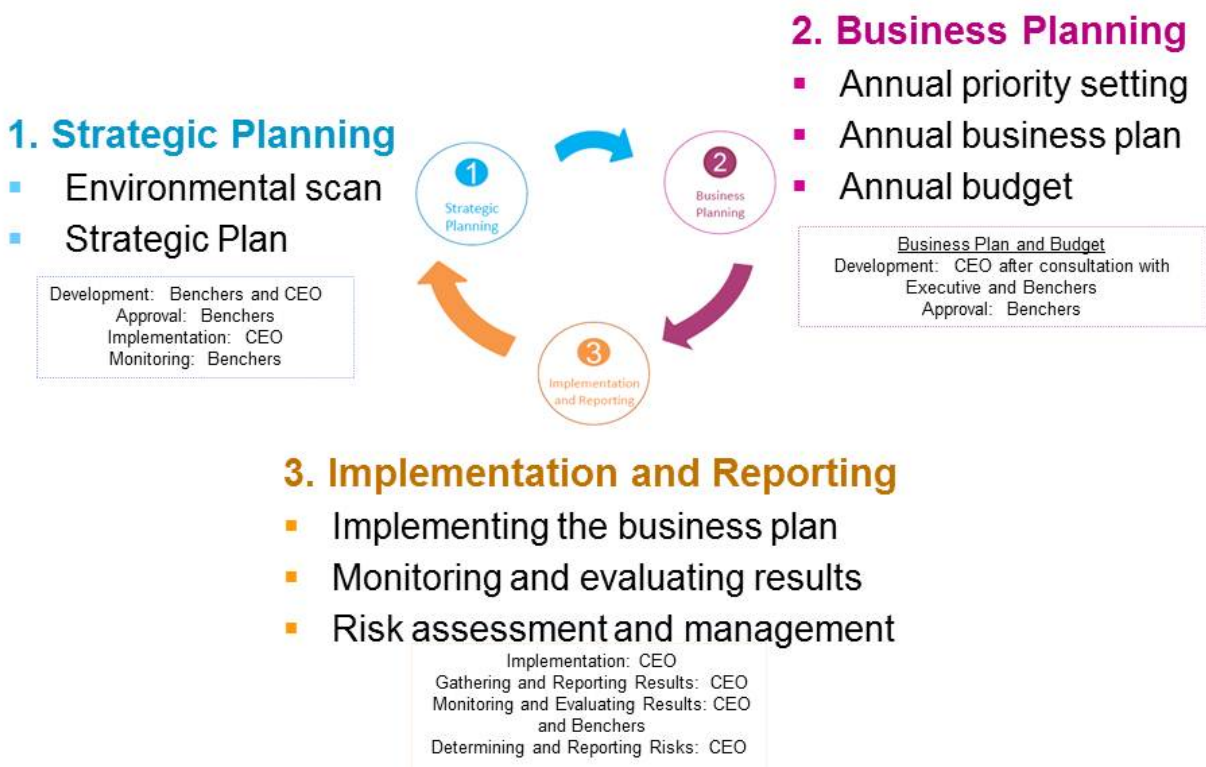 1. Strategic Planning
▪ Environmental scan
▪ Strategic Plan
Development: Benchers and CEO
Approval: Benchers
Implementation: CEO
Monitoring: Benchers
1
Strategic
Planning
2
Business
Planning
3
Implementation
and Reporting
2. Business Planning
▪ Annual priority setting
▪ Annual business plan
▪ Annual budget
Business Plan and Budget
Development: CEO after consultation with
Executive and Benchers
Approval: Benchers
3. Implementation and Reporting
▪ Implementing the business plan
▪ Monitoring and evaluating results
▪ Risk assessment and management
Implementation: CEO
Gathering and Reporting Results: CEO
Monitoring and Evaluating Results: CEO
and Benchers
Determining and Reporting Risks: CEO